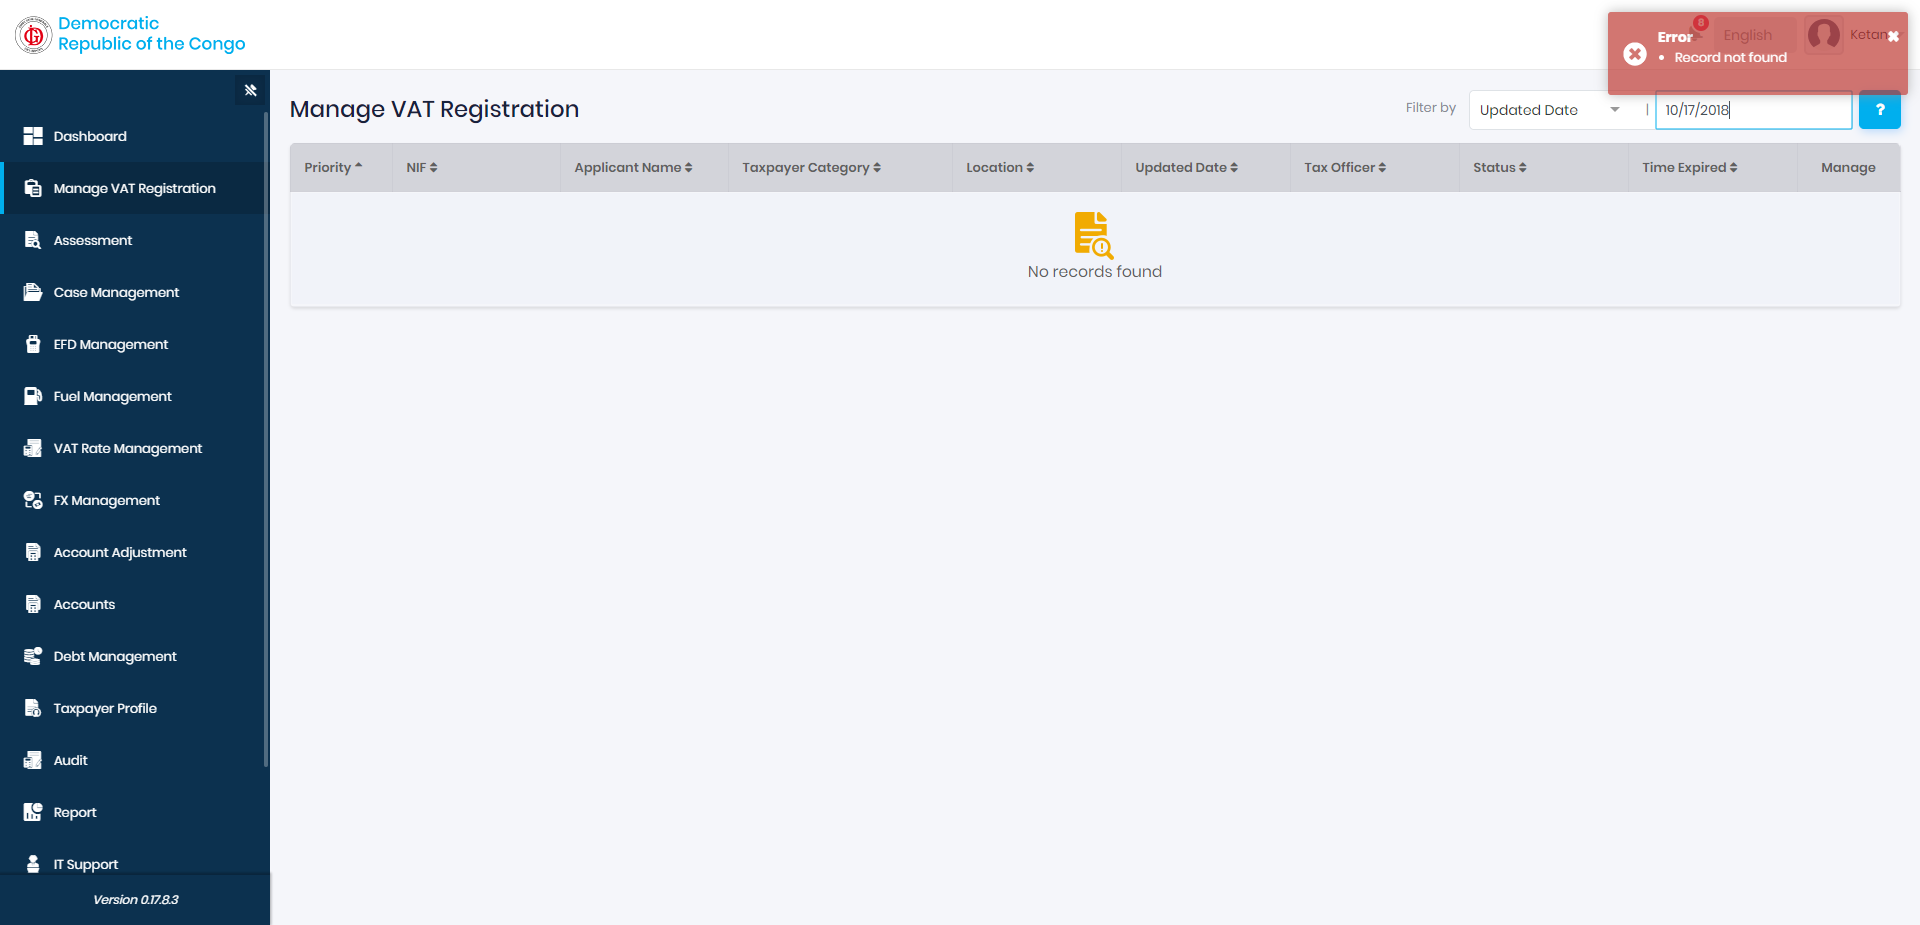 Democratic
Republic of the Congo
8
English
Ketan
Error
Record not found
Manage VAT Registration
Filter by
Updated Date
|
10/17/2018
?
Priority
NIF
Applicant Name
Taxpayer Category
Location
Updated Date
Tax Officer
Status
Time Expired
Manage
No records found
Dashboard
Manage VAT Registration
Assessment
Case Management
EFD Management
Fuel Management
VAT Rate Management
FX Management
Account Adjustment
Accounts
Debt Management
Taxpayer Profile
Audit
Report
IT Support
Version 0.17.8.3